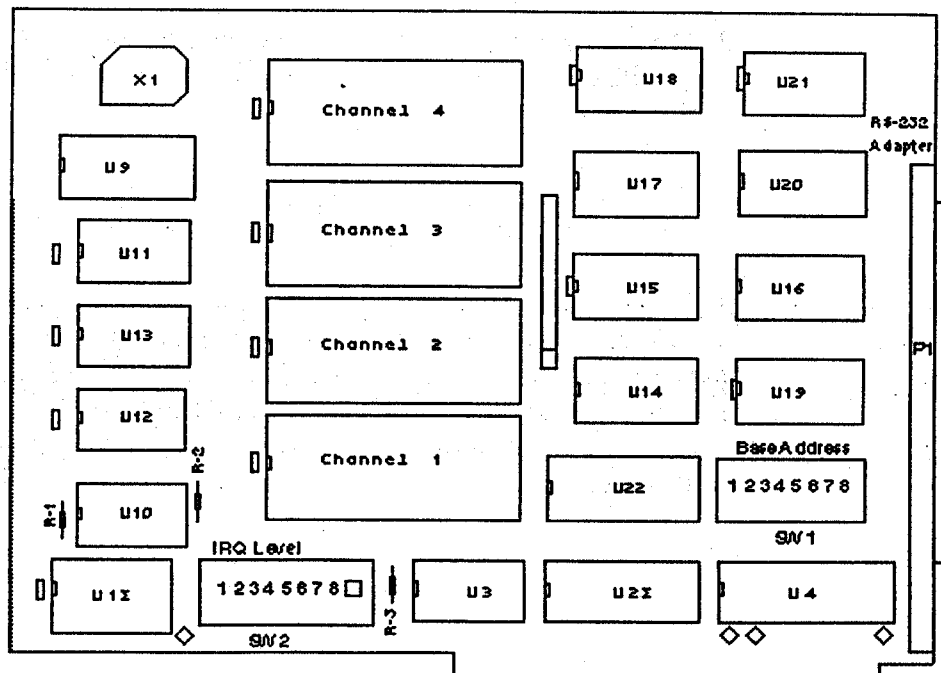 X1
Channel 4
U18
U21
RS-232
Adapter
U9
U17
U20
U11
Channel 3
U15
U16
U13
Channel 2
P1
U12
U14
U19
R-2
Channel 1
Base Address
U22
12345678
R-1
U10
SW1
IRQ Level
U1Σ
12345678
R-3
U3
U2Σ
U4
SW2